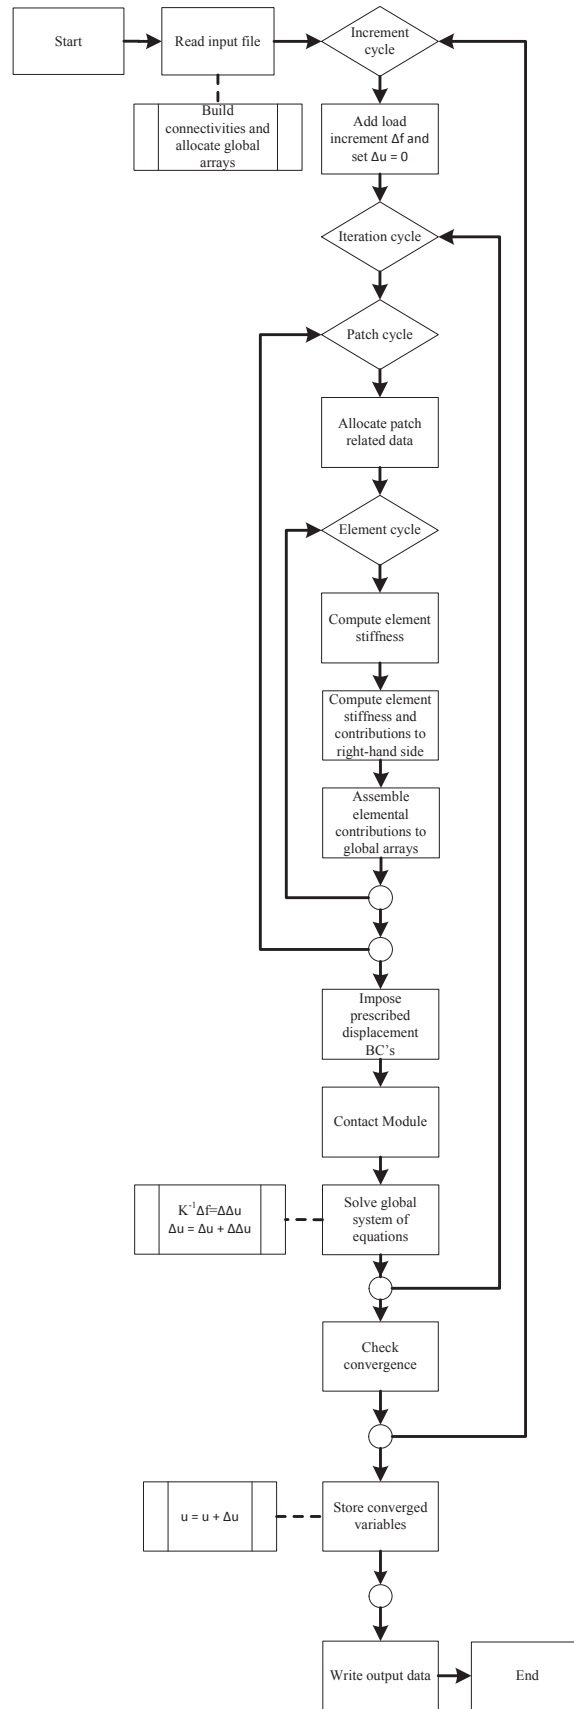 Start
Read input file
Increment
cycle
Build
connectivities and
allocate global
arrays
Add load
increment Δf and
set Δu = 0
Iteration cycle
Patch cycle
Allocate patch
related data
Element cycle
Compute element
stiffness
Compute element
stiffness and
contributions to
right-hand side
Assemble
elemental
contributions to
global arrays
Impose
prescribed
displacement
BC's
Contact Module
K⁻¹Δf=ΔΔu
Δu = Δu + ΔΔu
Solve global
system of
equations
Check
convergence
u = u + Δu
Store converged
variables
Write output data
End